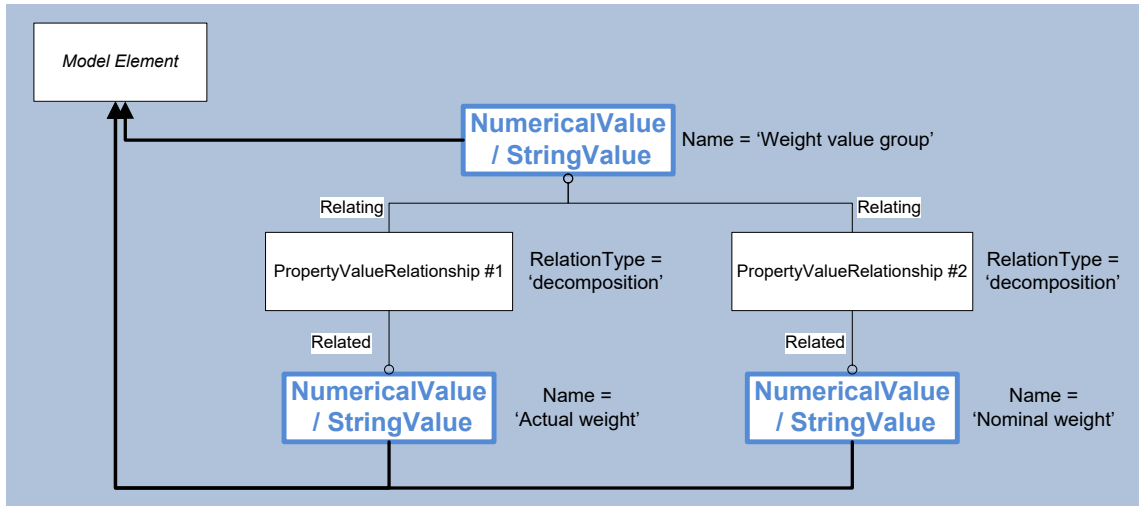 Model Element
NumericalValue
/ StringValue
Name = ‘Weight value group’
Relating
Relating
PropertyValueRelationship #1
RelationType =
‘decomposition’
PropertyValueRelationship #2
RelationType =
‘decomposition’
Related
Related
NumericalValue
/ StringValue
Name =
‘Actual weight’
NumericalValue
/ StringValue
Name =
‘Nominal weight’